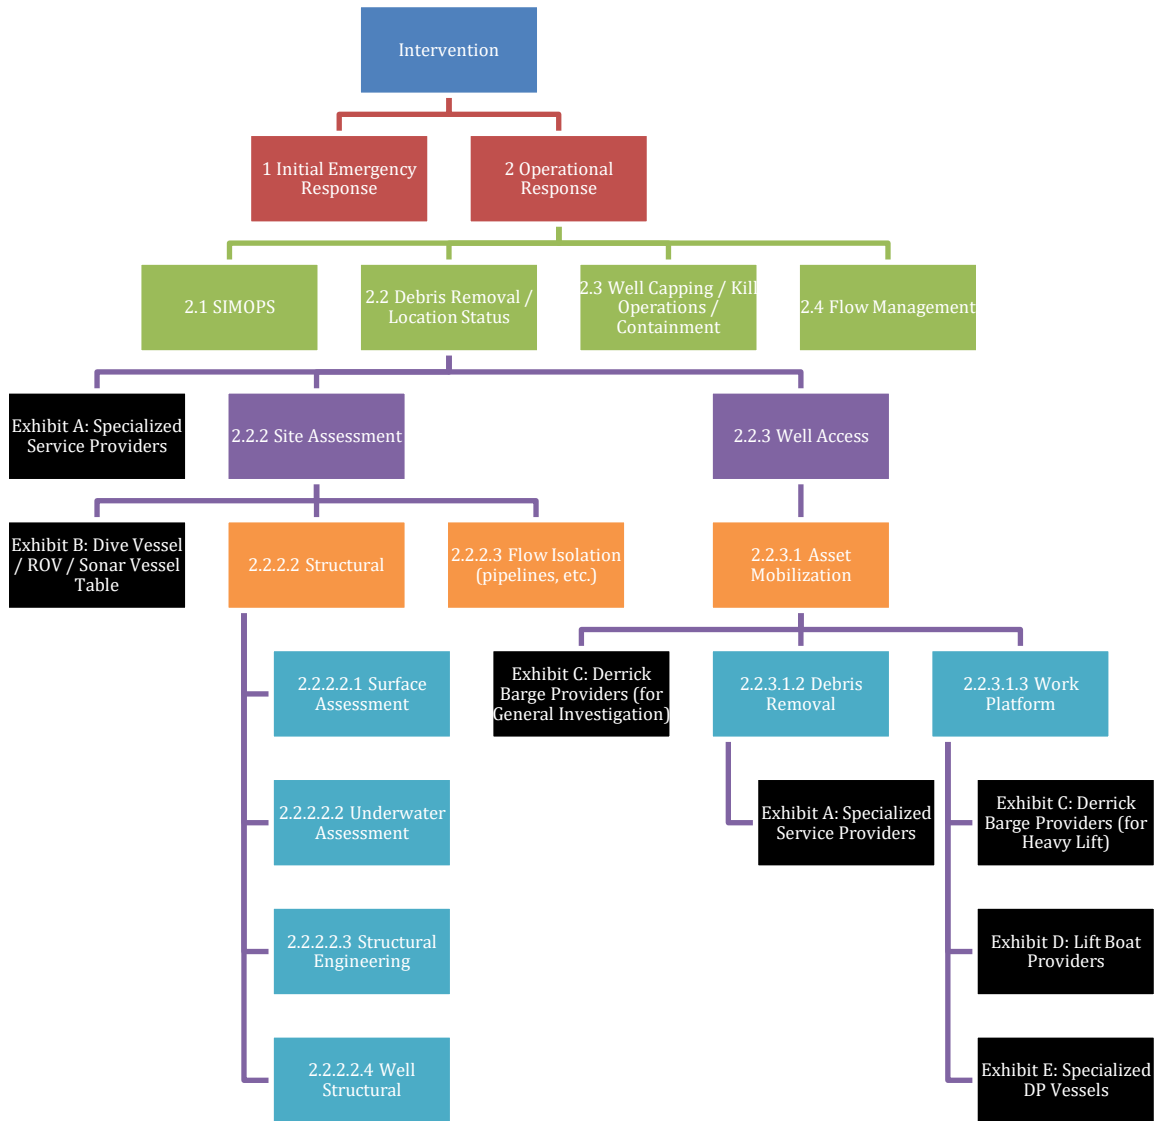 Intervention
1 Initial Emergency
Response
2 Operational
Response
2.1 SIMOPS
2.2 Debris Removal /
Location Status
2.3 Well Capping / Kill
Operations /
Containment
2.4 Flow Management
Exhibit A: Specialized
Service Providers
2.2.2 Site Assessment
2.2.3 Well Access
Exhibit B: Dive Vessel
/ ROV / Sonar Vessel
Table
2.2.2.2 Structural
2.2.2.3 Flow Isolation
(pipelines, etc.)
2.2.3.1 Asset
Mobilization
2.2.2.2.1 Surface
Assessment
Exhibit C: Derrick
Barge Providers (for
General Investigation)
2.2.3.1.2 Debris
Removal
2.2.3.1.3 Work
Platform
2.2.2.2.2 Underwater
Assessment
Exhibit A: Specialized
Service Providers
Exhibit C: Derrick
Barge Providers (for
Heavy Lift)
2.2.2.2.3 Structural
Engineering
Exhibit D: Lift Boat
Providers
2.2.2.2.4 Well
Structural
Exhibit E: Specialized
DP Vessels